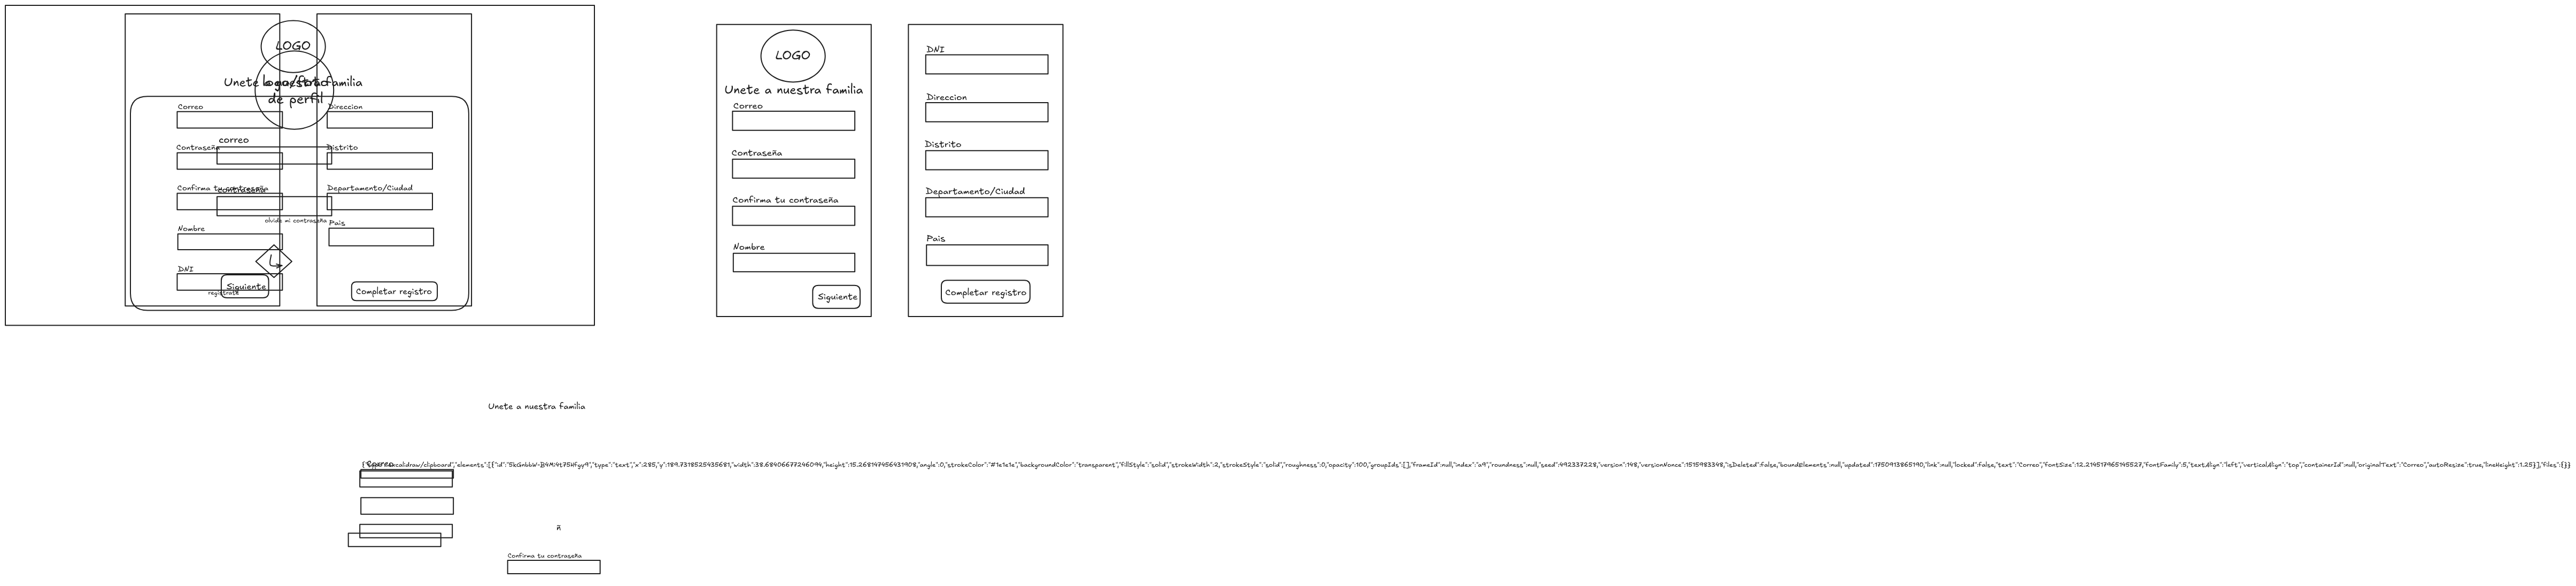 LOGO
Unete a nuestra familia
logo/foto
de perfil
Correo
Direccion
correo
Contraseña
Distrito
Confirma tu contraseña
contraseña
Departamento/Ciudad
olvide mi contraseña
Pais
Nombre
DNI
Siguiente
registrate
Completar registro
LOGO
Unete a nuestra familia
Correo
Contraseña
Confirma tu contraseña
Nombre
Siguiente
DNI
Direccion
Distrito
Departamento/Ciudad
Pais
Completar registro
Unete a nuestra familia
Correo
{"type":"excalidraw/clipboard","elements":[{"id":"5kGnbbW-B4Mi4t75Hfgy9","type":"text","x":285,"y":189.7318525435681,"width":38.68406677246094,"height":15.268147456431908,"angle":0,"strokeColor":"#1e1e1e","backgroundColor":"transparent","fillStyle":"solid","strokeWidth":2,"strokeStyle":"solid","roughness":0,"opacity":100,"groupIds":[],"frameId":null,"index":"a9","roundness":null,"seed":492337228,"version":148,"versionNonce":1515983348,"isDeleted":false,"boundElements":null,"updated":1750913865190,"link":null,"locked":false,"text":"Correo","fontSize":12.214517965145527,"fontFamily":5,"textAlign":"left","verticalAlign":"top","containerId":null,"originalText":"Correo","autoResize":true,"lineHeight":1.25}],"files":{}}
ñ
Confirma tu contraseña